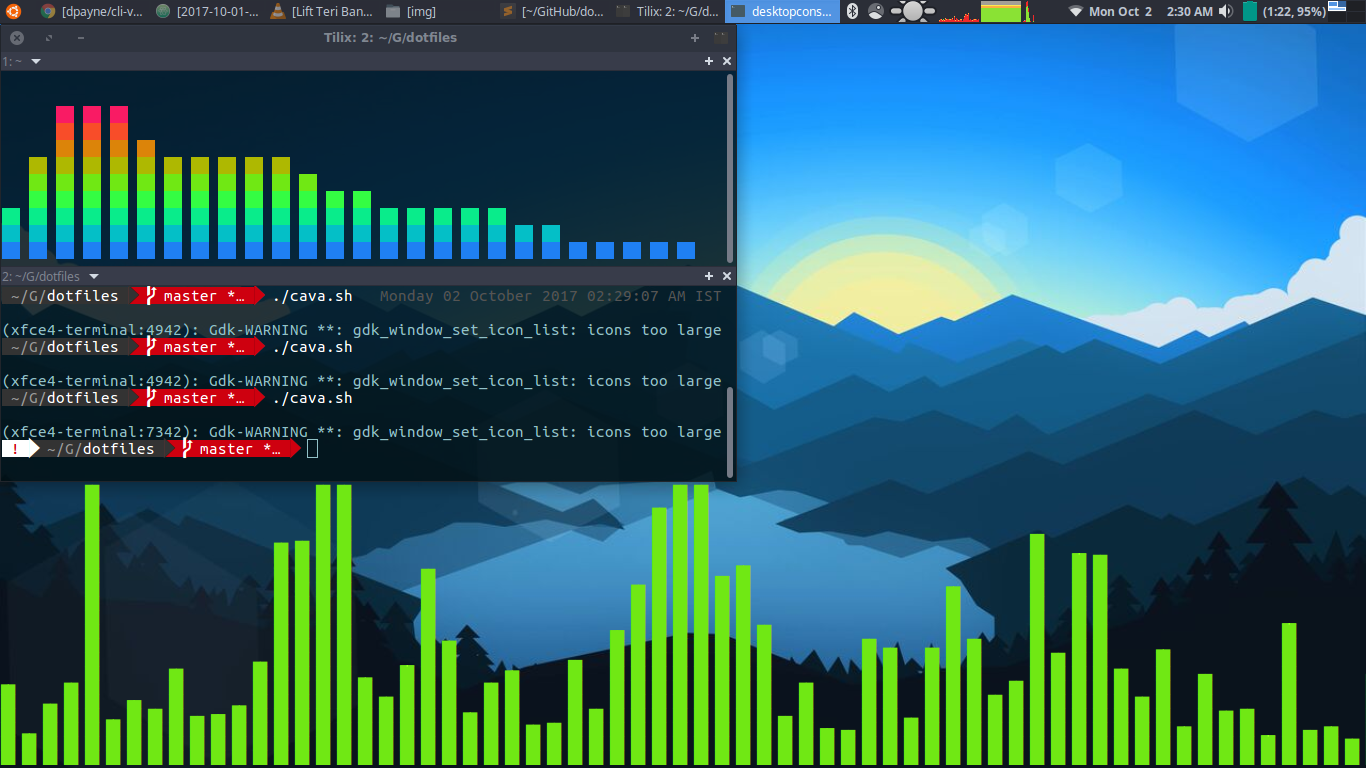 [dpayne/cli-v... [2017-10-01-... [Lift Teri Ban... [img] [~/GitHub/do... Tilix: 2: ~/G/d... desktopcons... Mon Oct 2 2:30 AM (1:22, 95%)
Tilix: 2: ~/G/dotfiles
1: ~
2: ~/G/dotfiles
~/G/dotfiles master *… ./cava.sh Monday 02 October 2017 02:29:07 AM IST
(xfce4-terminal:4942): Gdk-WARNING **: gdk_window_set_icon_list: icons too large
~/G/dotfiles master *… ./cava.sh
(xfce4-terminal:4942): Gdk-WARNING **: gdk_window_set_icon_list: icons too large
~/G/dotfiles master *… ./cava.sh
(xfce4-terminal:7342): Gdk-WARNING **: gdk_window_set_icon_list: icons too large
! ~/G/dotfiles master *…